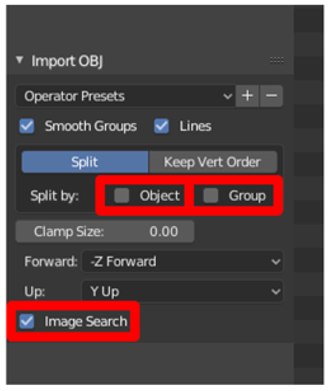 Import OBJ
Operator Presets
Smooth Groups Lines
Split Keep Vert Order
Split by: Object Group
Clamp Size: 0.00
Forward: -Z Forward
Up: Y Up
Image Search